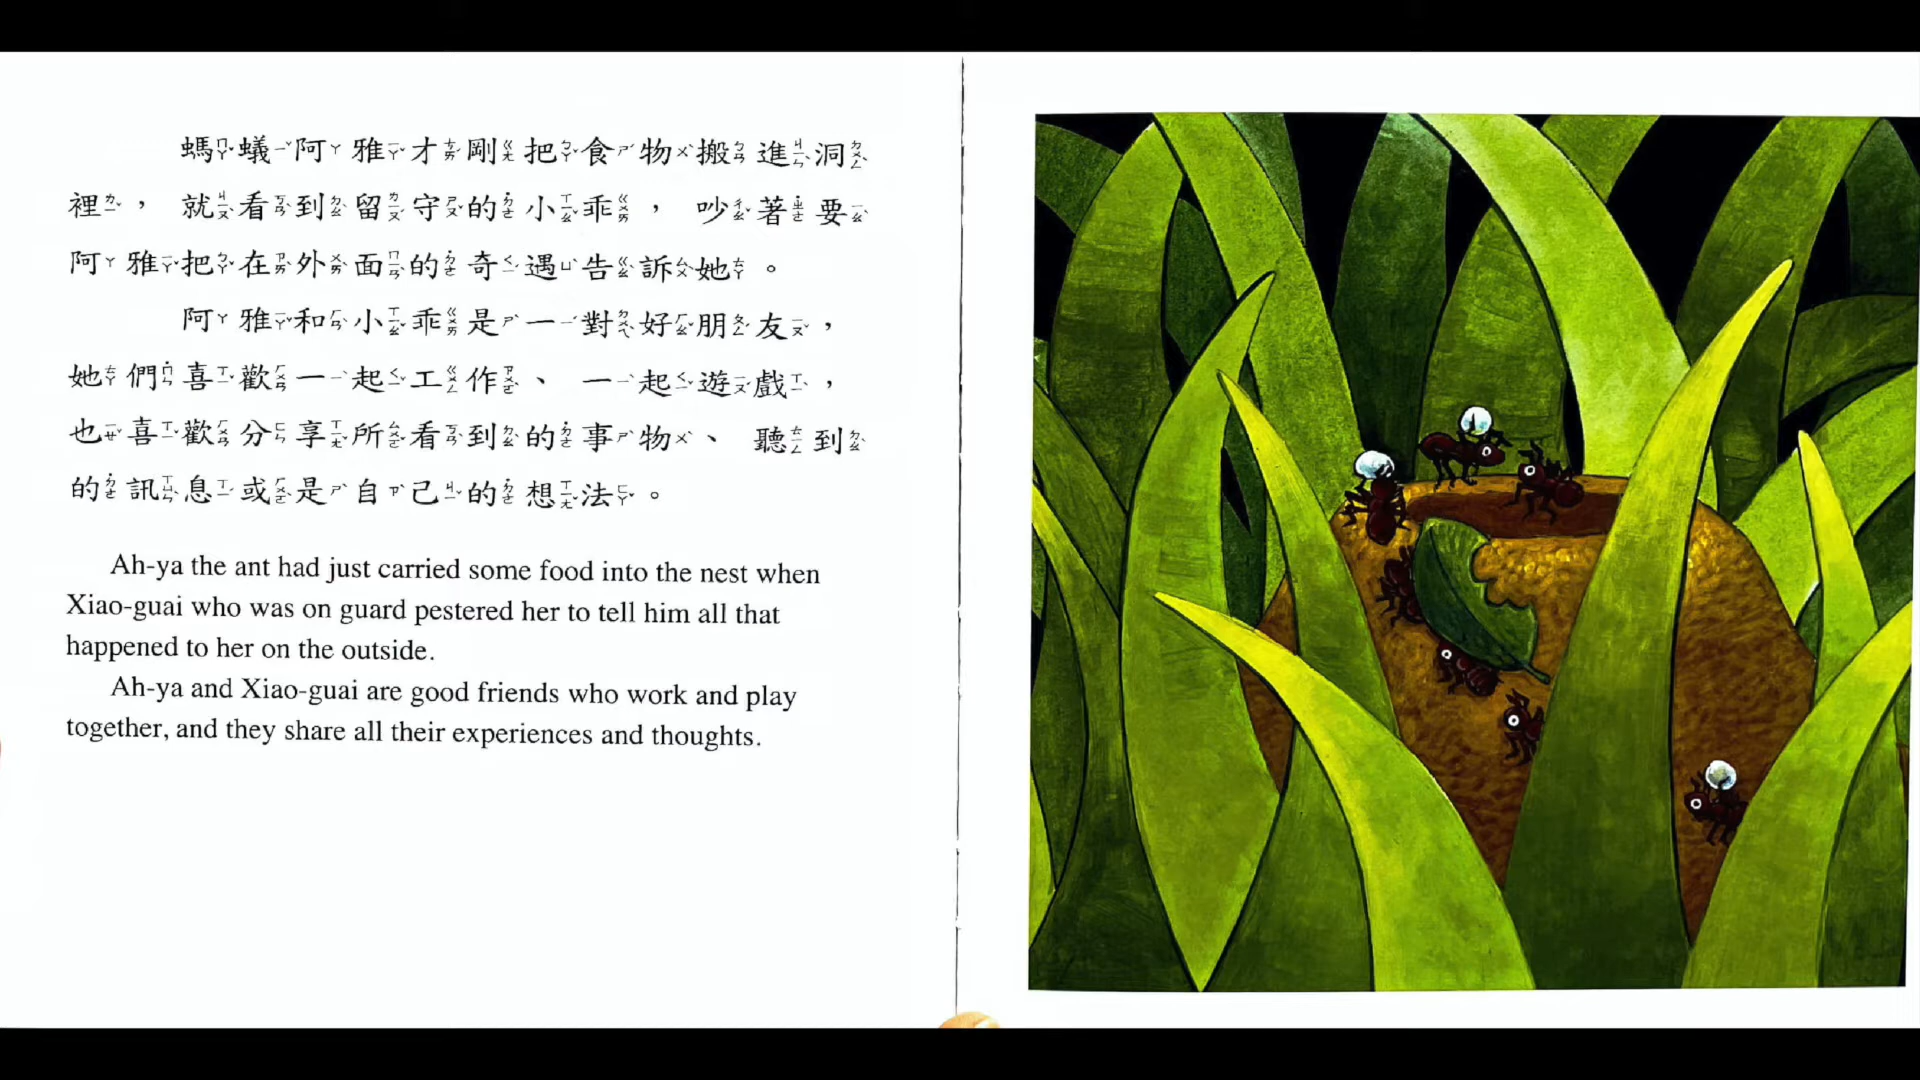 螞蟻阿雅才剛把食物搬進洞
裡,就看到留守的小乖,吵著要
阿雅把在外面的奇遇告訴她。
阿雅和小乖是一對好朋友,
她們喜歡一起工作、一起遊戲,
也喜歡分享所看到的事物、聽到
的訊息或是自己的想法。
Ah-ya the ant had just carried some food into the nest when
Xiao-guai who was on guard pestered her to tell him all that
happened to her on the outside.
Ah-ya and Xiao-guai are good friends who work and play
together, and they share all their experiences and thoughts.